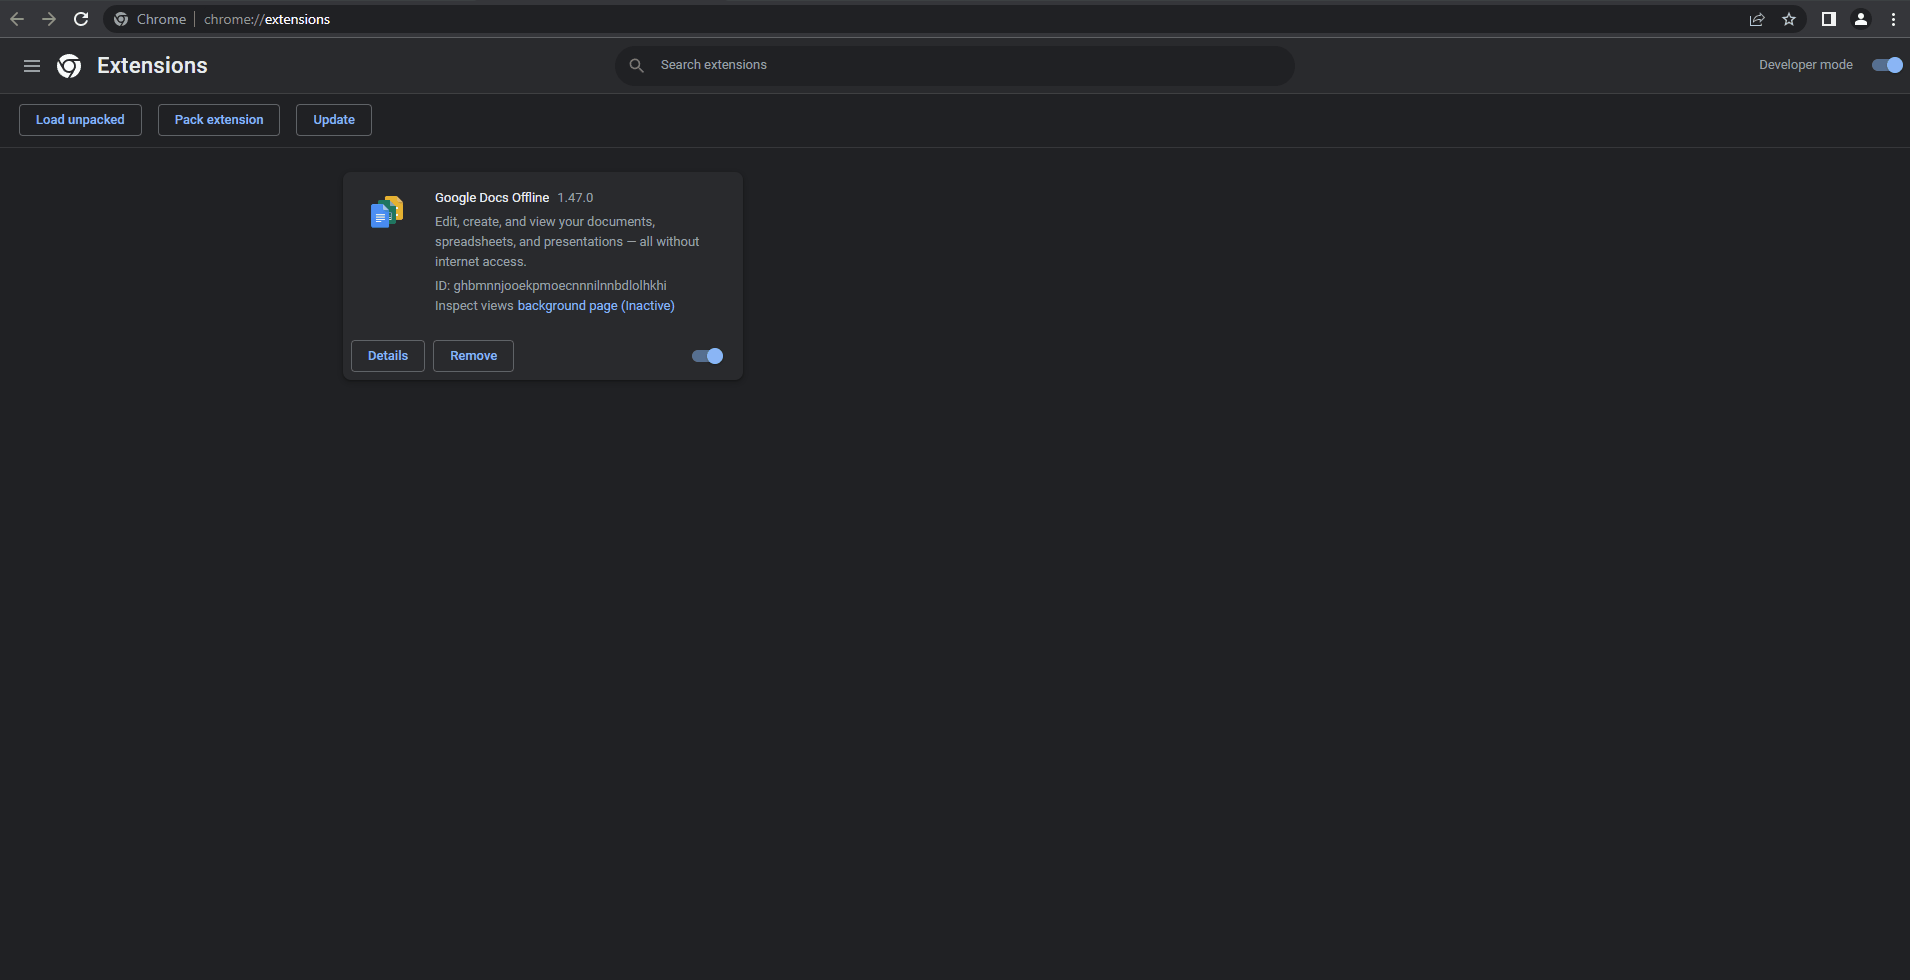 Chrome chrome://extensions
Extensions
Search extensions
Developer mode
Load unpacked
Pack extension
Update
Google Docs Offline 1.47.0
Edit, create, and view your documents,
spreadsheets, and presentations — all without
internet access.
ID: ghbmnnjooekpmoecnnnilnnbdlolhkhi
Inspect views background page (Inactive)
Details
Remove